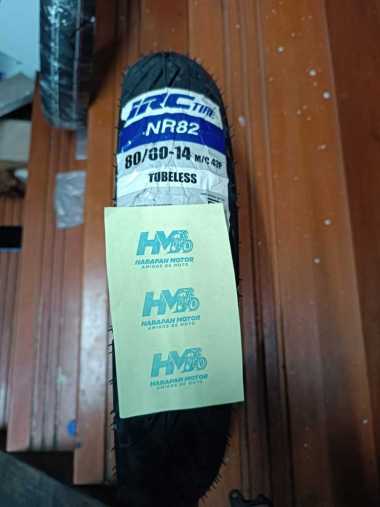 iRC TIRE
NR82
80/80-14 M/C 43P
TUBELESS
HM
HARAPAN MOTOR
AMIGOS DE MOTO
HM
HARAPAN MOTOR
AMIGOS DE MOTO
HM
HARAPAN MOTOR
AMIGOS DE MOTO